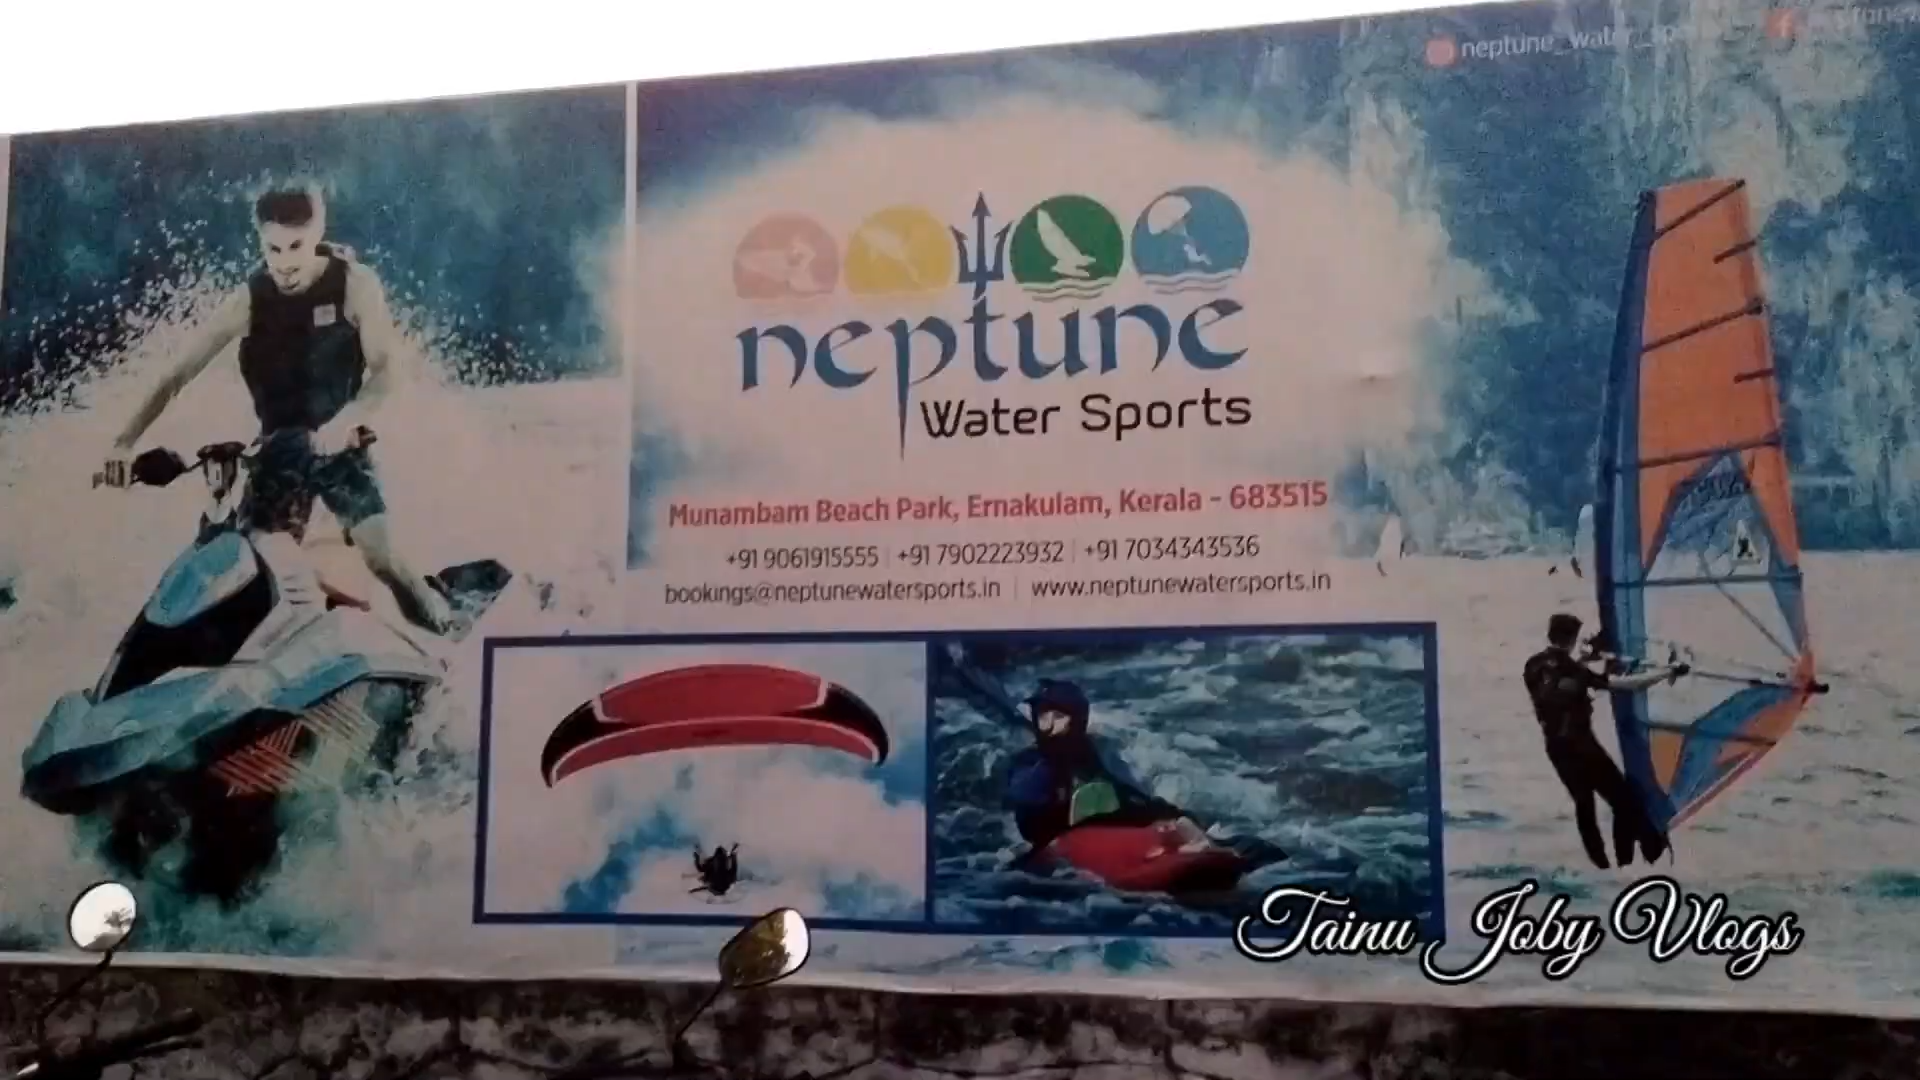 neptune_water_sp
neptune
Water Sports
Munambam Beach Park, Ernakulam, Kerala - 683515
+91 9061915555 | +91 7902223932 | +91 7034343536
bookings@neptunewatersports.in | www.neptunewatersports.in
Tainu Joby Vlogs